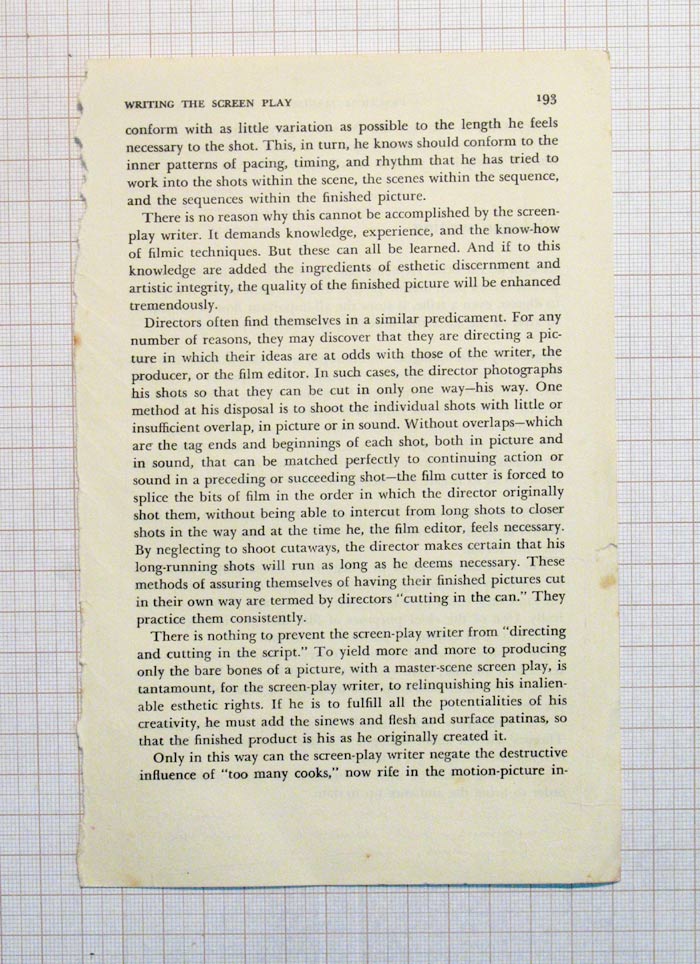 WRITING THE SCREEN PLAY 193
conform with as little variation as possible to the length he feels
necessary to the shot. This, in turn, he knows should conform to the
inner patterns of pacing, timing, and rhythm that he has tried to
work into the shots within the scene, the scenes within the sequence,
and the sequences within the finished picture.
There is no reason why this cannot be accomplished by the screen-
play writer. It demands knowledge, experience, and the know-how
of filmic techniques. But these can all be learned. And if to this
knowledge are added the ingredients of esthetic discernment and
artistic integrity, the quality of the finished picture will be enhanced
tremendously.
Directors often find themselves in a similar predicament. For any
number of reasons, they may discover that they are directing a pic-
ture in which their ideas are at odds with those of the writer, the
producer, or the film editor. In such cases, the director photographs
his shots so that they can be cut in only one way—his way. One
method at his disposal is to shoot the individual shots with little or
insufficient overlap, in picture or in sound. Without overlaps—which
are the tag ends and beginnings of each shot, both in picture and
in sound, that can be matched perfectly to continuing action or
sound in a preceding or succeeding shot—the film cutter is forced to
splice the bits of film in the order in which the director originally
shot them, without being able to intercut from long shots to closer
shots in the way and at the time he, the film editor, feels necessary.
By neglecting to shoot cutaways, the director makes certain that his
long-running shots will run as long as he deems necessary. These
methods of assuring themselves of having their finished pictures cut
in their own way are termed by directors "cutting in the can." They
practice them consistently.
There is nothing to prevent the screen-play writer from "directing
and cutting in the script." To yield more and more to producing
only the bare bones of a picture, with a master-scene screen play, is
tantamount, for the screen-play writer, to relinquishing his inalien-
able esthetic rights. If he is to fulfill all the potentialities of his
creativity, he must add the sinews and flesh and surface patinas, so
that the finished product is his as he originally created it.
Only in this way can the screen-play writer negate the destructive
influence of "too many cooks," now rife in the motion-picture in-